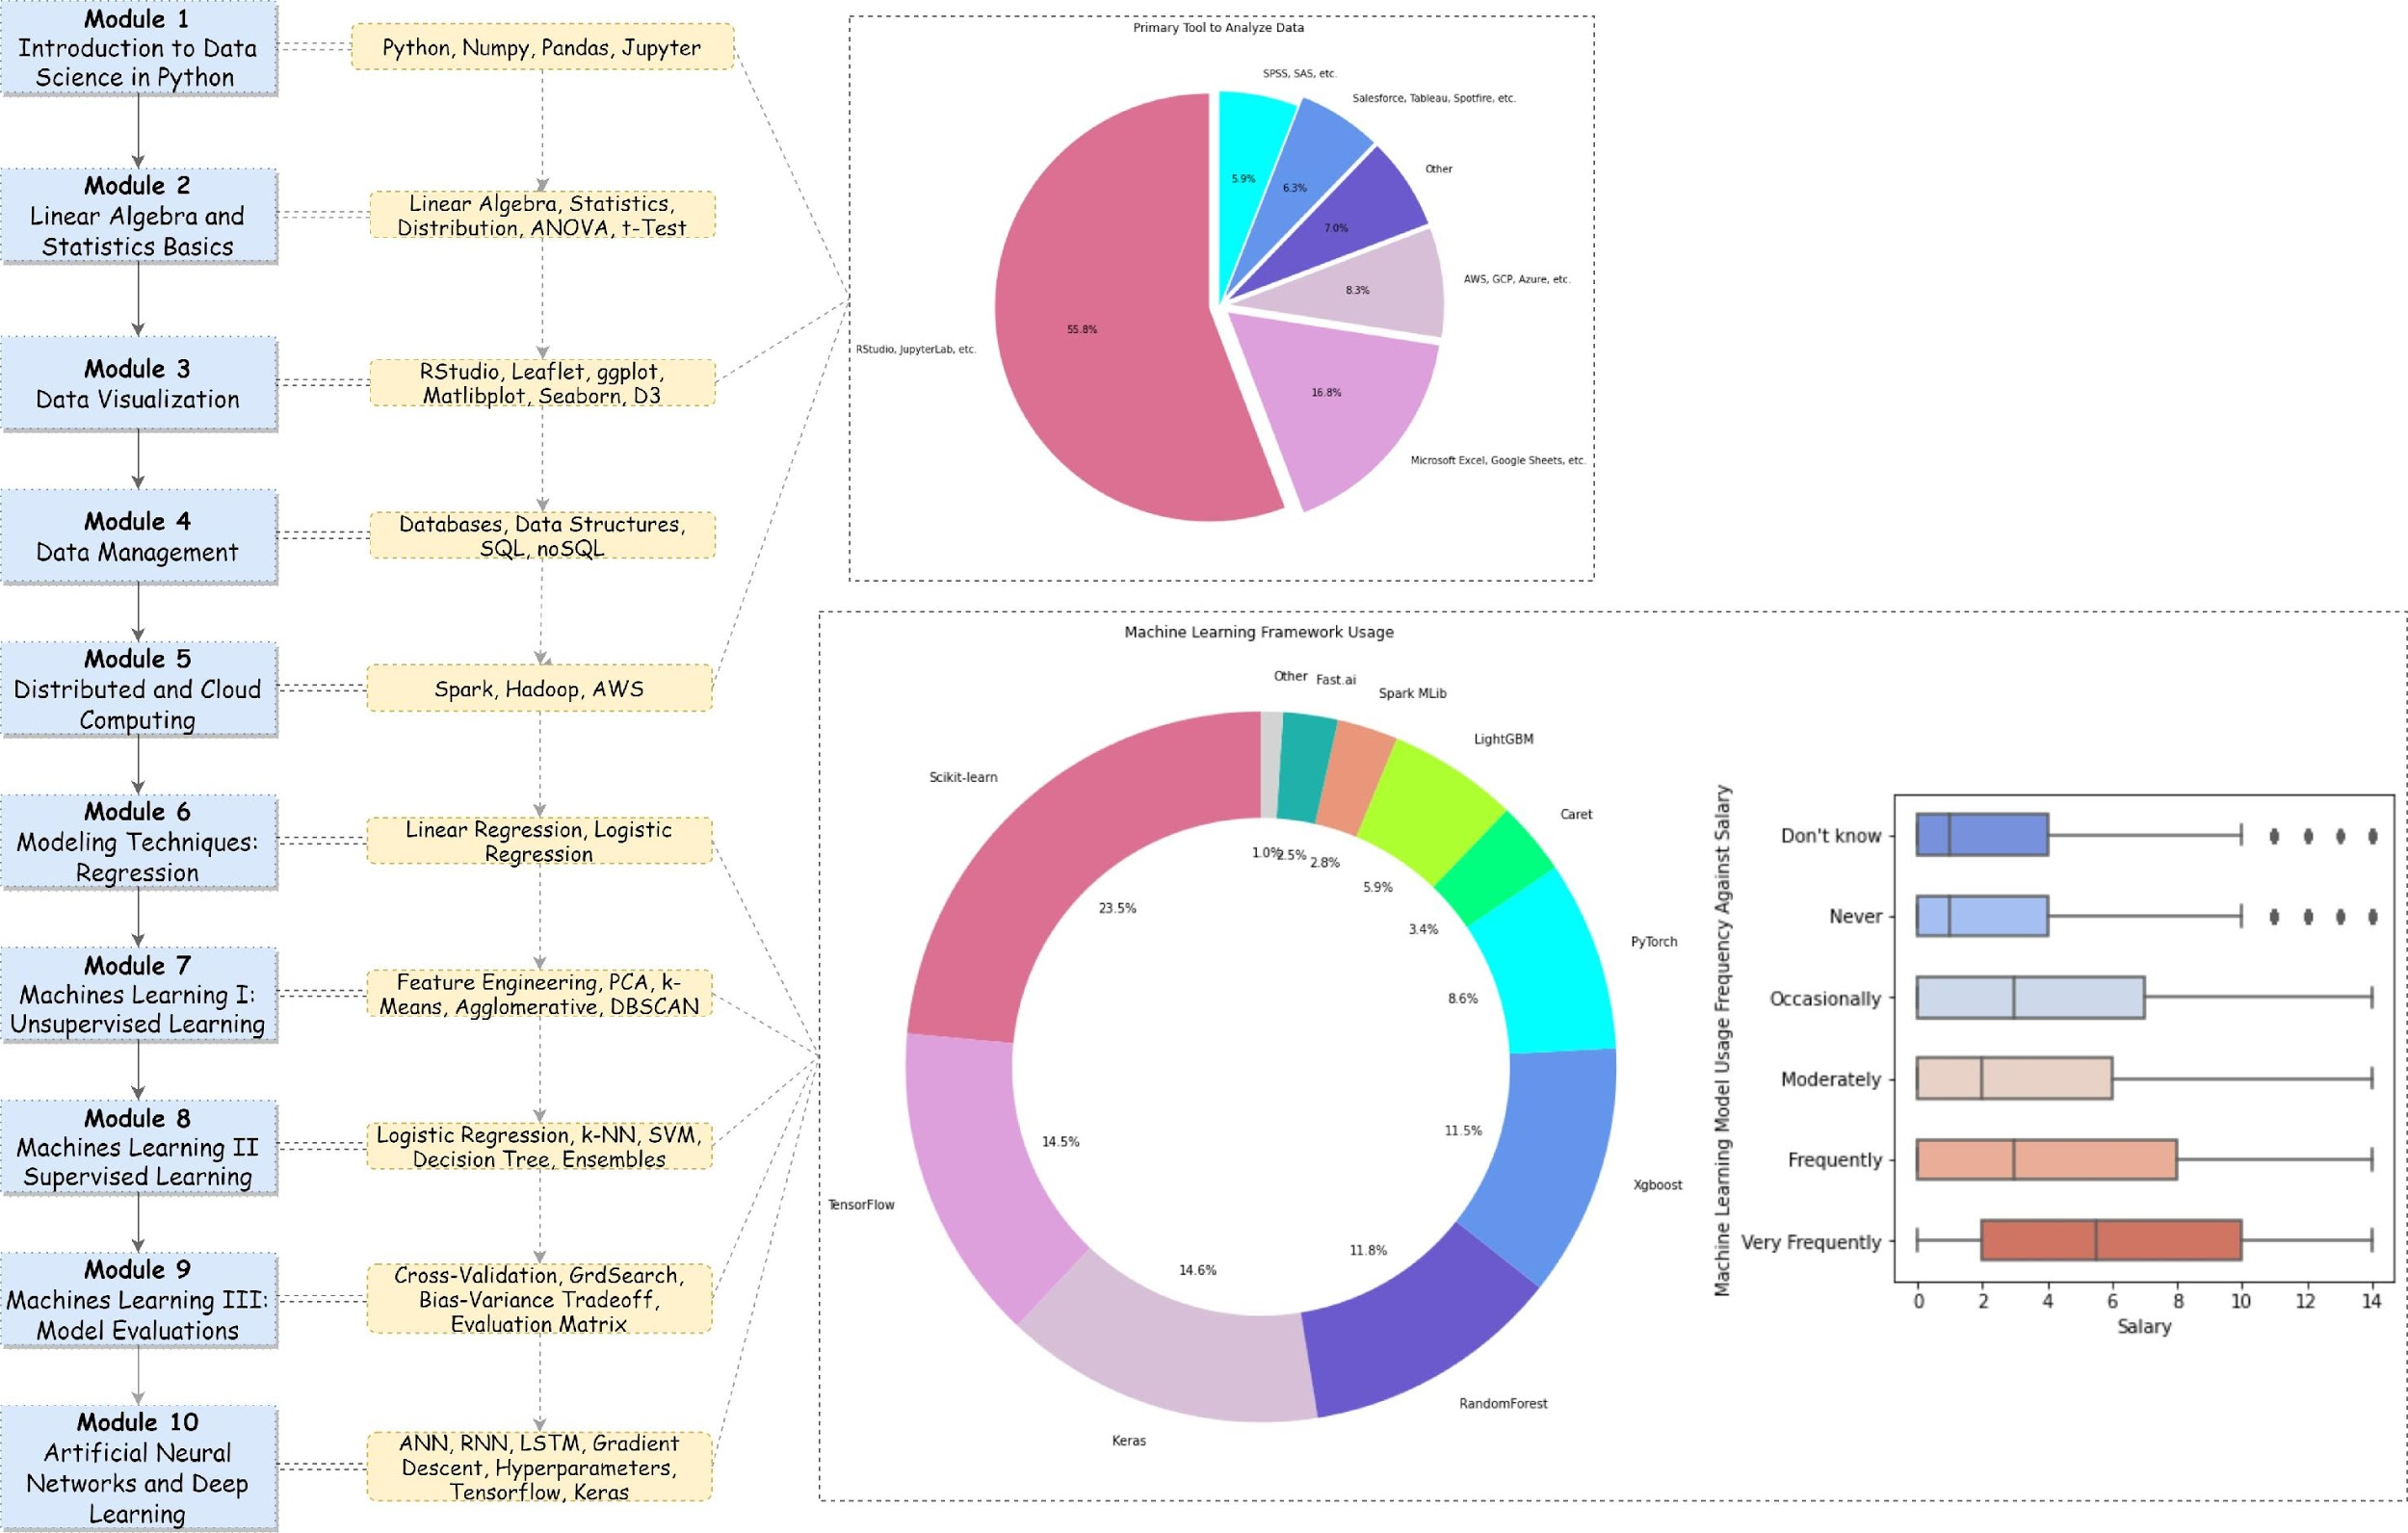 Module 1
Introduction to Data
Science in Python
Python, Numpy, Pandas, Jupyter
Module 2
Linear Algebra and
Statistics Basics
Linear Algebra, Statistics,
Distribution, ANOVA, t-Test
Module 3
Data Visualization
RStudio, Leaflet, ggplot,
Matlibplot, Seaborn, D3
Module 4
Data Management
Databases, Data Structures,
SQL, noSQL
Module 5
Distributed and Cloud
Computing
Spark, Hadoop, AWS
Module 6
Modeling Techniques:
Regression
Linear Regression, Logistic
Regression
Module 7
Machines Learning I:
Unsupervised Learning
Feature Engineering, PCA, k-
Means, Agglomerative, DBSCAN
Module 8
Machines Learning II
Supervised Learning
Logistic Regression, k-NN, SVM,
Decision Tree, Ensembles
Module 9
Machines Learning III:
Model Evaluations
Cross-Validation, GrdSearch,
Bias-Variance Tradeoff,
Evaluation Matrix
Module 10
Artificial Neural
Networks and Deep
Learning
ANN, RNN, LSTM, Gradient
Descent, Hyperparameters,
Tensorflow, Keras
Primary Tool to Analyze Data
SPSS, SAS, etc.
Salesforce, Tableau, Spotfire, etc.
Other
AWS, GCP, Azure, etc.
Microsoft Excel, Google Sheets, etc.
RStudio, JupyterLab, etc.
5.9%
6.3%
7.0%
8.3%
16.8%
55.8%
Machine Learning Framework Usage
Other
Fast.ai
Spark MLib
LightGBM
Caret
PyTorch
Xgboost
RandomForest
Keras
TensorFlow
Scikit-learn
1.0%
2.5%
2.8%
5.9%
3.4%
8.6%
11.5%
11.8%
14.6%
14.5%
23.5%
Machine Learning Model Usage Frequency Against Salary
Don't know
Never
Occasionally
Moderately
Frequently
Very Frequently
0 2 4 6 8 10 12 14
Salary